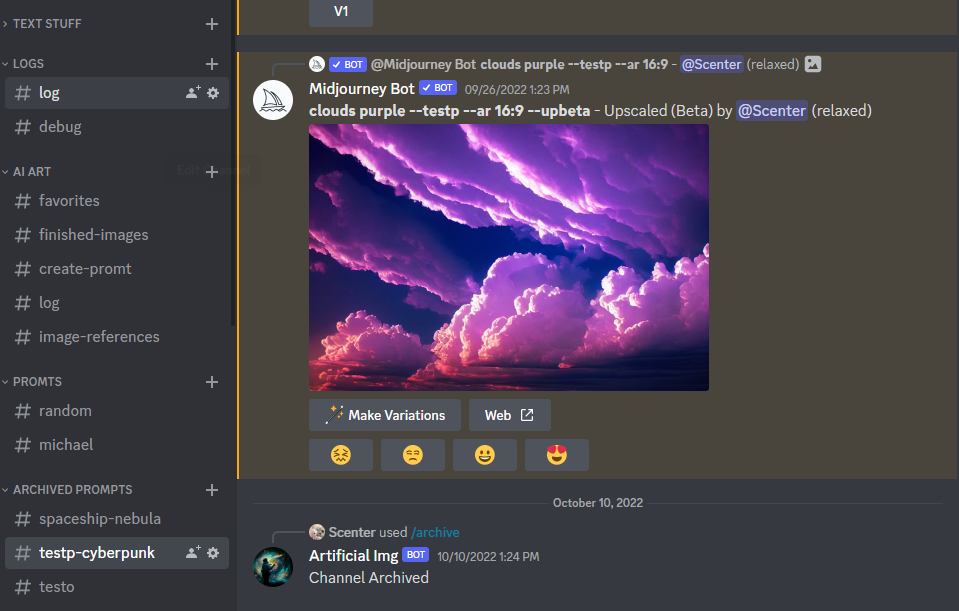 TEXT STUFF
LOGS
log
debug
AI ART
favorites
finished-images
create-promt
log
image-references
PROMTS
random
michael
ARCHIVED PROMPTS
spaceship-nebula
testp-cyberpunk
testo
V1
BOT @Midjourney Bot clouds purple --testp --ar 16:9 - @Scenter (relaxed)
Midjourney Bot BOT 09/26/2022 1:23 PM
clouds purple --testp --ar 16:9 --upbeta - Upscaled (Beta) by @Scenter (relaxed)
Make Variations
Web
October 10, 2022
Scenter used /archive
Artificial Img BOT 10/10/2022 1:24 PM
Channel Archived